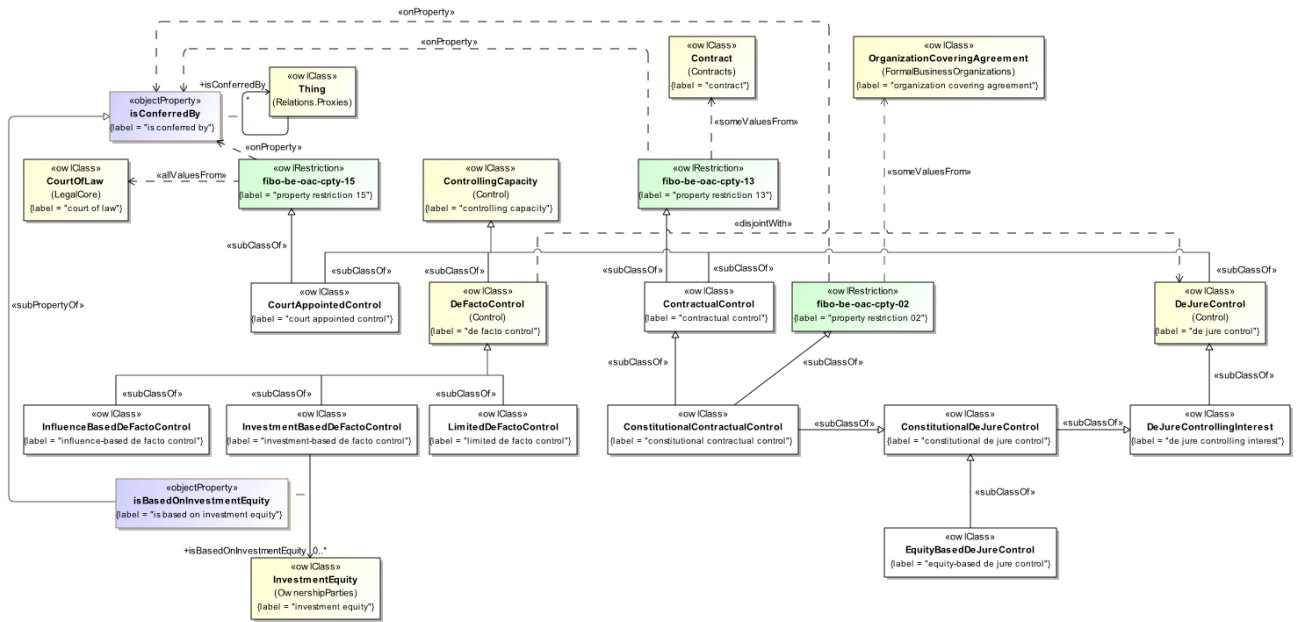 «onProperty»
«onProperty»
«owlClass»
Contract
(Contracts)
{label = "contract"}
«owlClass»
OrganizationCoveringAgreement
(FormalBusinessOrganizations)
{label = "organization covering agreement"}
+isConferredBy
«owlClass»
Thing
(Relations.Proxies)
*
«objectProperty»
isConferredBy
{label = "is conferred by"}
«someValuesFrom»
«onProperty»
«owlClass»
CourtOfLaw
(LegalCore)
{label = "court of law"}
«allValuesFrom»
«owlRestriction»
fibo-be-oac-cpty-15
{label = "property restriction 15"}
«owlClass»
ControllingCapacity
(Control)
{label = "controlling capacity"}
«owlRestriction»
fibo-be-oac-cpty-13
{label = "property restriction 13"}
«someValuesFrom»
«disjointWith»
«subClassOf»
«subClassOf»
«subClassOf»
«subClassOf»
«subClassOf»
«subClassOf»
«subPropertyOf»
«owlClass»
CourtAppointedControl
{label = "court appointed control"}
«owlClass»
DeFactoControl
(Control)
{label = "de facto control"}
«owlClass»
ContractualControl
{label = "contractual control"}
«owlRestriction»
fibo-be-oac-cpty-02
{label = "property restriction 02"}
«owlClass»
DeJureControl
(Control)
{label = "de jure control"}
«subClassOf»
«subClassOf»
«subClassOf»
«subClassOf»
«subClassOf»
«subClassOf»
«owlClass»
InfluenceBasedDeFactoControl
{label = "influence-based de facto control"}
«owlClass»
InvestmentBasedDeFactoControl
{label = "investment-based de facto control"}
«owlClass»
LimitedDeFactoControl
{label = "limited de facto control"}
«owlClass»
ConstitutionalContractualControl
{label = "constitutional contractual control"}
«subClassOf»
«owlClass»
ConstitutionalDeJureControl
{label = "constitutional de jure control"}
«subClassOf»
«owlClass»
DeJureControllingInterest
{label = "de jure controlling interest"}
«objectProperty»
isBasedOnInvestmentEquity
{label = "is based on investment equity"}
«subClassOf»
+isBasedOnInvestmentEquity
0..*
«owlClass»
InvestmentEquity
(OwnershipParties)
{label = "investment equity"}
«owlClass»
EquityBasedDeJureControl
{label = "equity-based de jure control"}